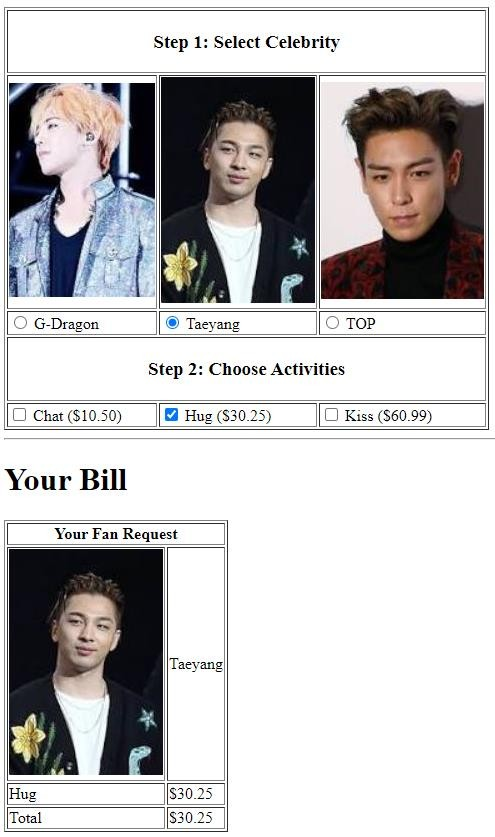 Step 1: Select Celebrity
G-Dragon
Taeyang
TOP
Step 2: Choose Activities
Chat ($10.50)
Hug ($30.25)
Kiss ($60.99)
Your Bill
Your Fan Request
Taeyang
Hug $30.25
Total $30.25